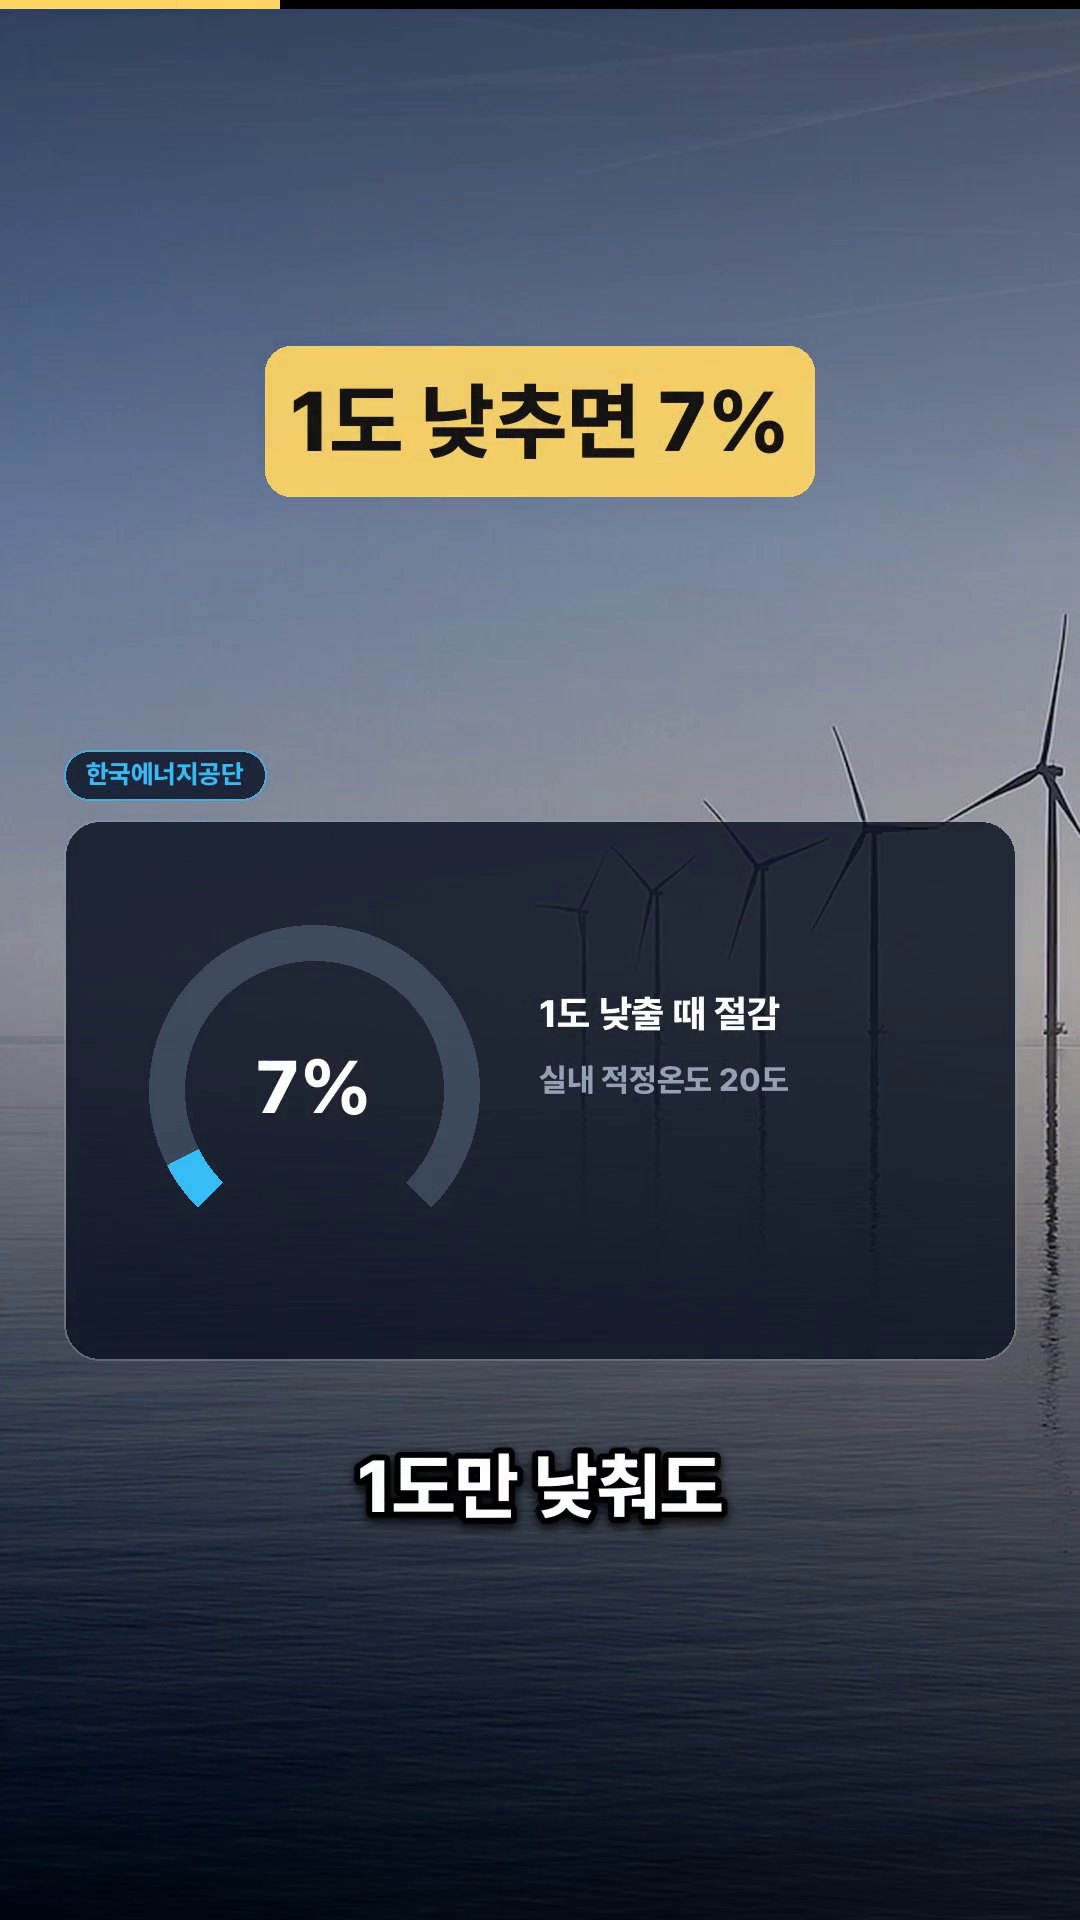 1도 낮추면 7%
한국에너지공단
7%
1도 낮출 때 절감
실내 적정온도 20도
1도만 낮춰도